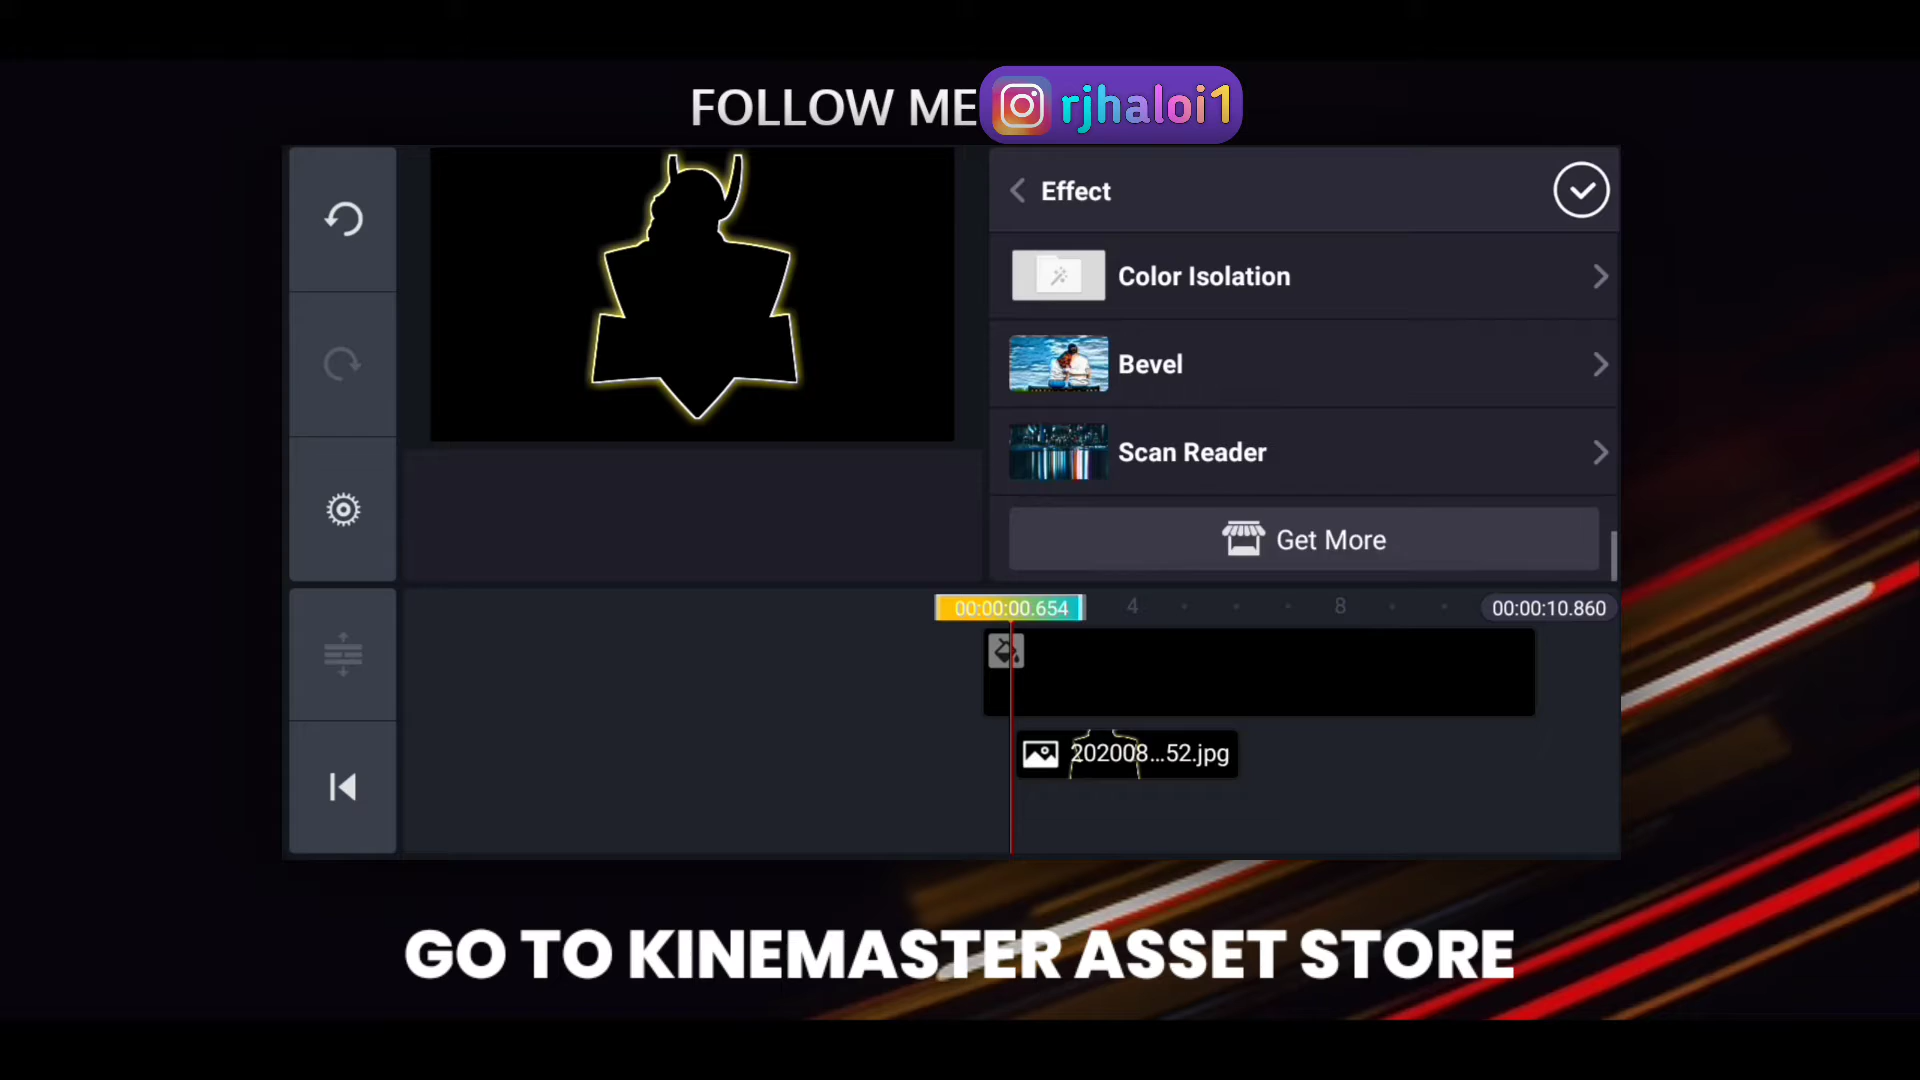 FOLLOW ME rjhaloi1
Effect
Color Isolation
Bevel
Scan Reader
Get More
00:00:00.654 4 8 00:00:10.860
202008...52.jpg
GO TO KINEMASTER ASSET STORE